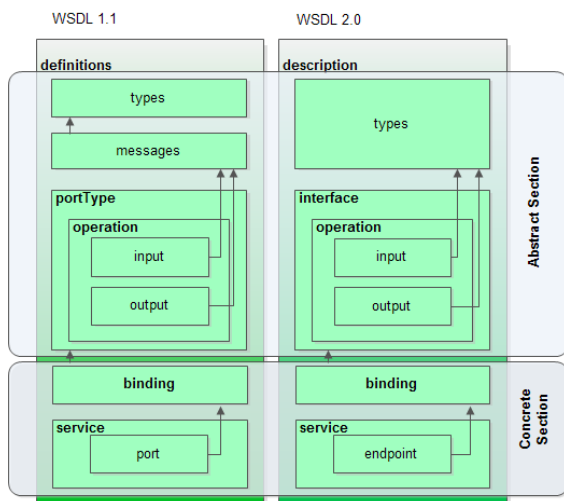 WSDL 1.1
WSDL 2.0
definitions
types
messages
portType
operation
input
output
binding
service
port
description
types
interface
operation
input
output
binding
service
endpoint
Abstract Section
Concrete
Section